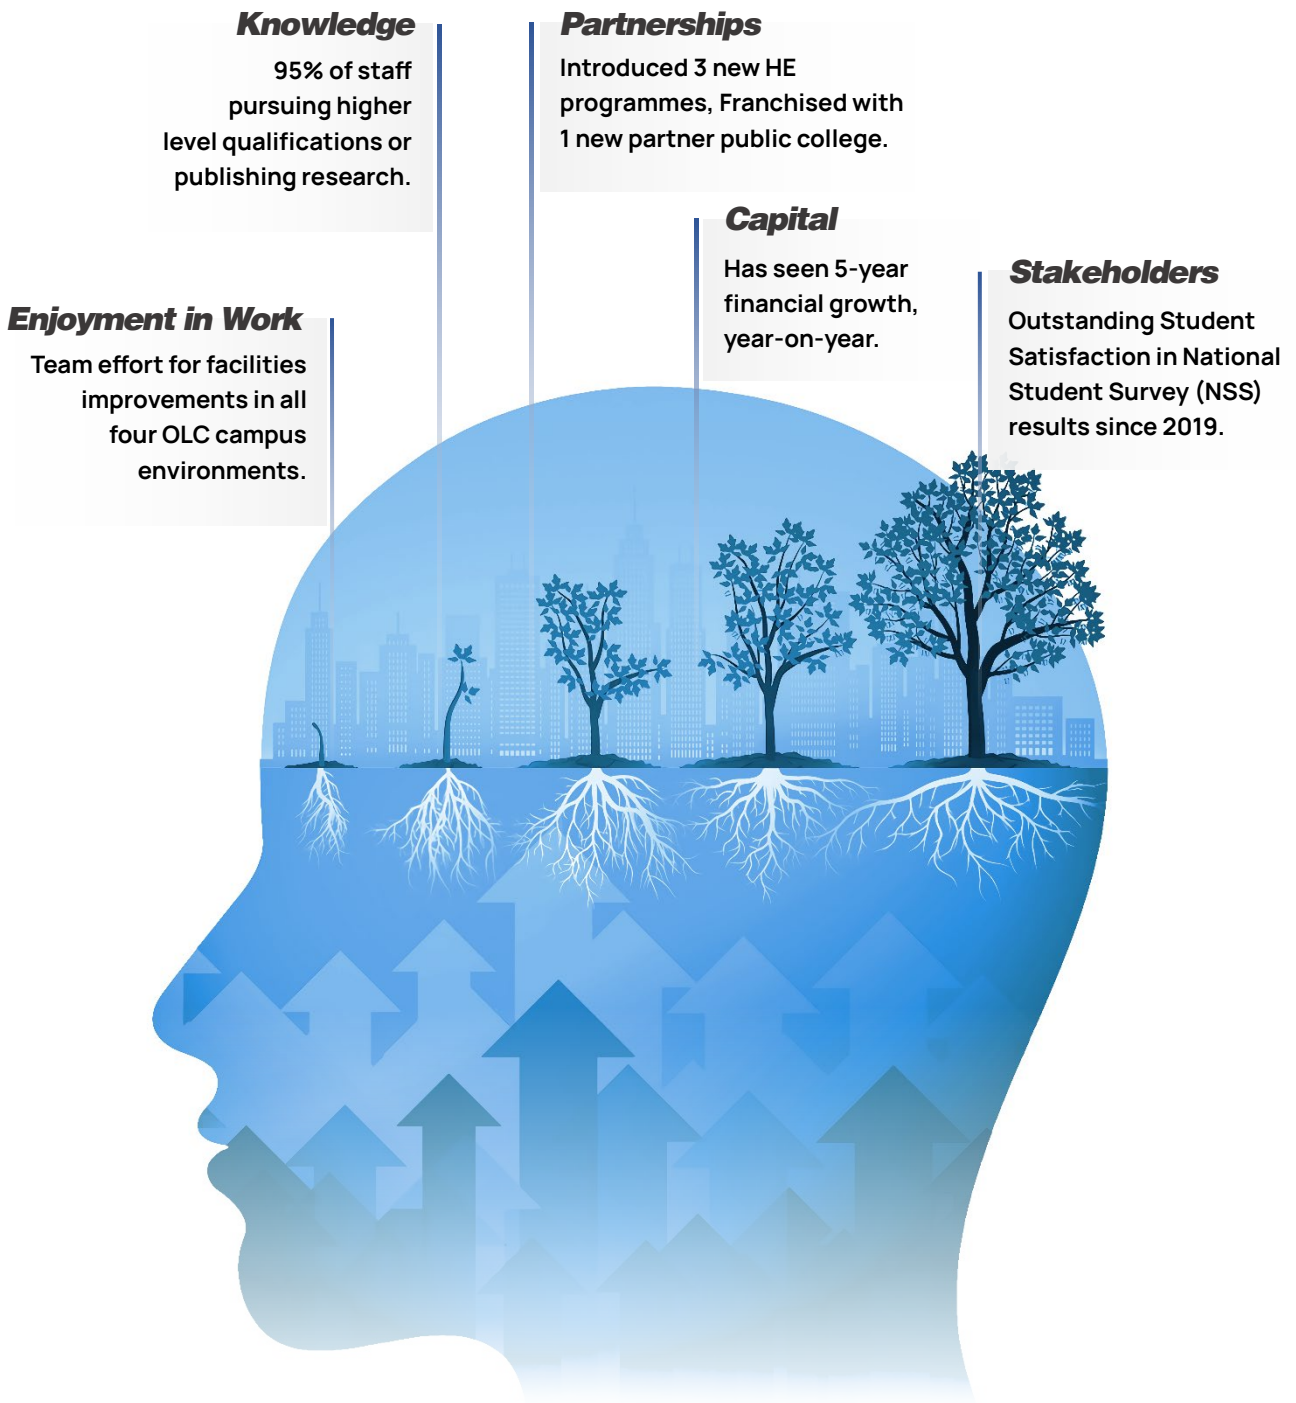 Knowledge
95% of staff
pursuing higher
level qualifications or
publishing research.
Partnerships
Introduced 3 new HE
programmes, Franchised with
1 new partner public college.
Capital
Has seen 5-year
financial growth,
year-on-year.
Stakeholders
Outstanding Student
Satisfaction in National
Student Survey (NSS)
results since 2019.
Enjoyment in Work
Team effort for facilities
improvements in all
four OLC campus
environments.